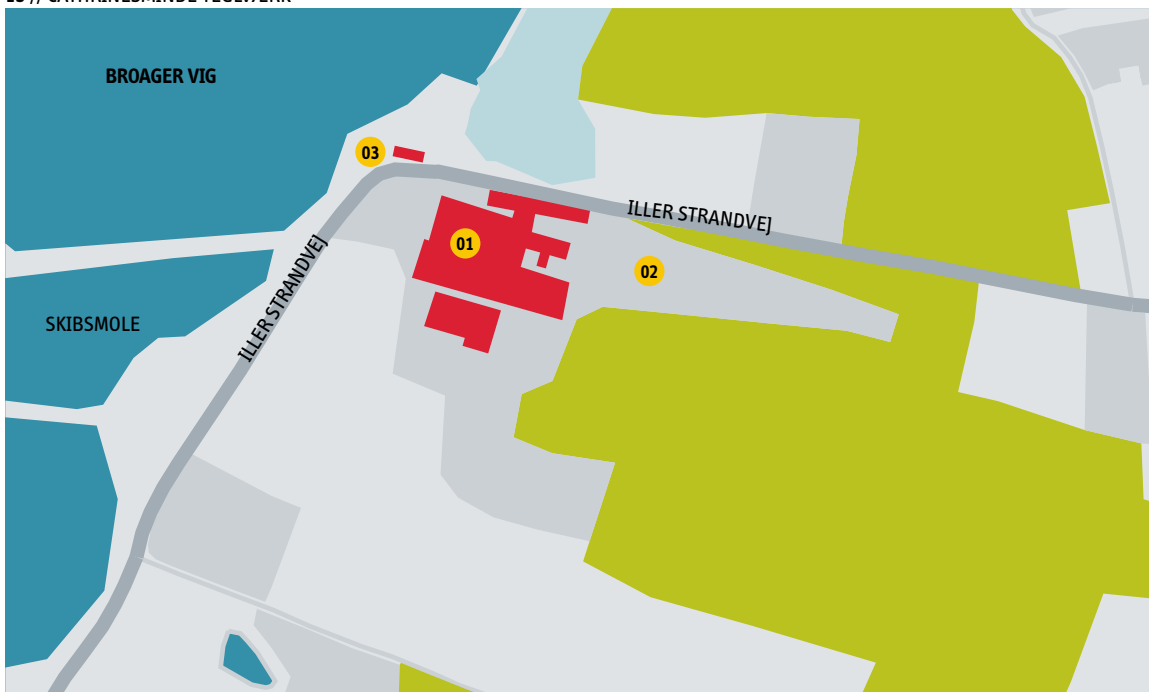 BROAGER VIG
03
ILLER STRANDVEJ
01
02
ILLER STRANDVEJ
SKIBSMOLE